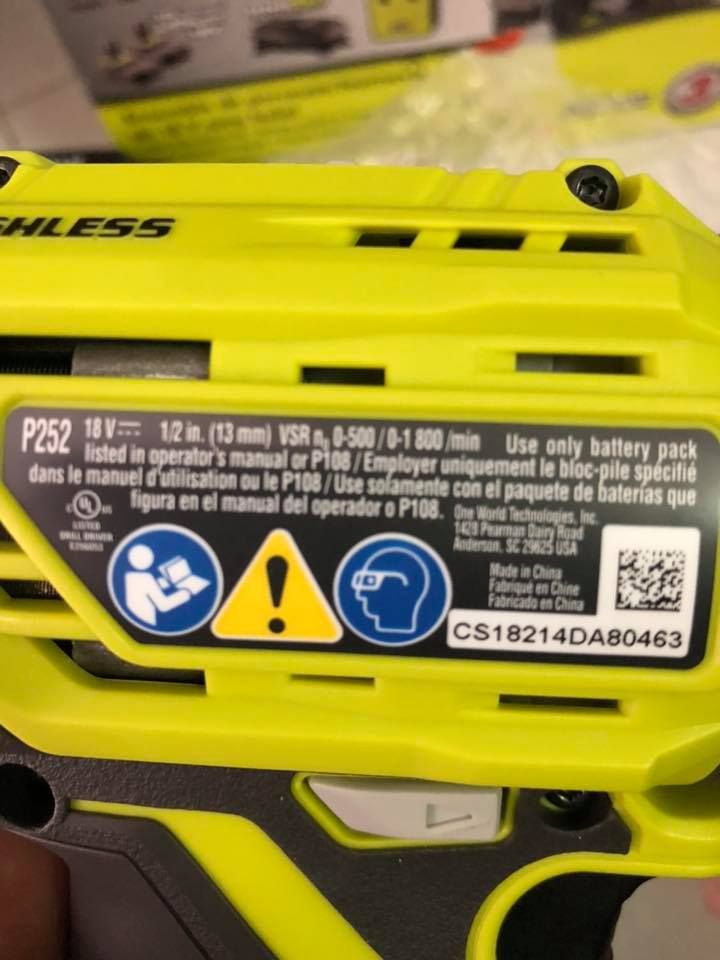 SHLESS
P252 18 V⎓ 1/2 in. (13 mm) VSR n₀ 0-500 / 0-1 800 /min Use only battery pack
listed in operator's manual or P108 / Employer uniquement le bloc-pile spécifié
dans le manuel d'utilisation ou le P108 / Use solamente con el paquete de baterías que
figura en el manual del operador o P108.
UL
LISTED
DRILL DRIVER
One World Technologies, Inc.
1428 Pearman Dairy Road
Anderson, SC 29625 USA
Made in China
Fabriqué en Chine
Fabricado en China
CS18214DA80463